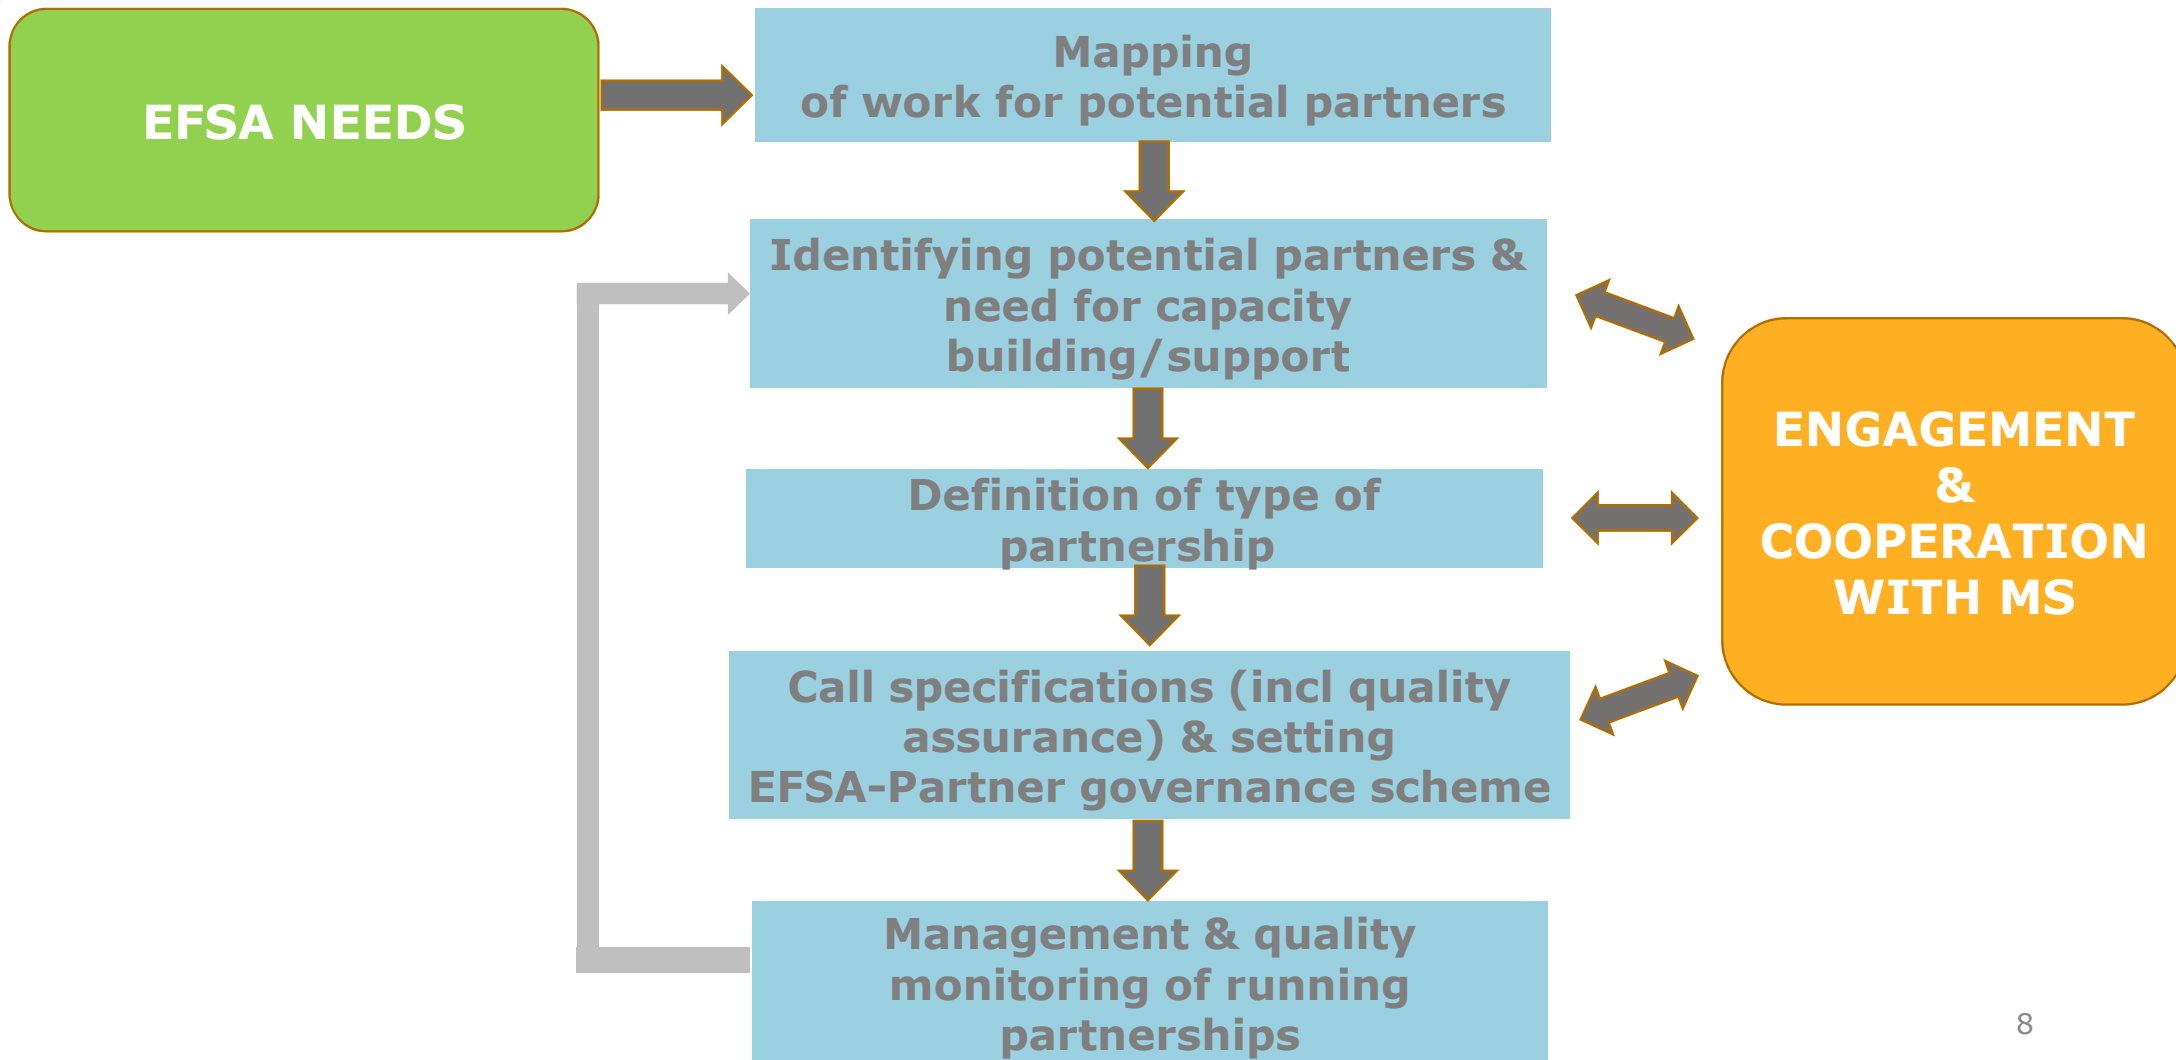 EFSA NEEDS
Mapping
of work for potential partners
Identifying potential partners &
need for capacity
building/support
Definition of type of
partnership
Call specifications (incl quality
assurance) & setting
EFSA-Partner governance scheme
Management & quality
monitoring of running
partnerships
ENGAGEMENT
&
COOPERATION
WITH MS
8